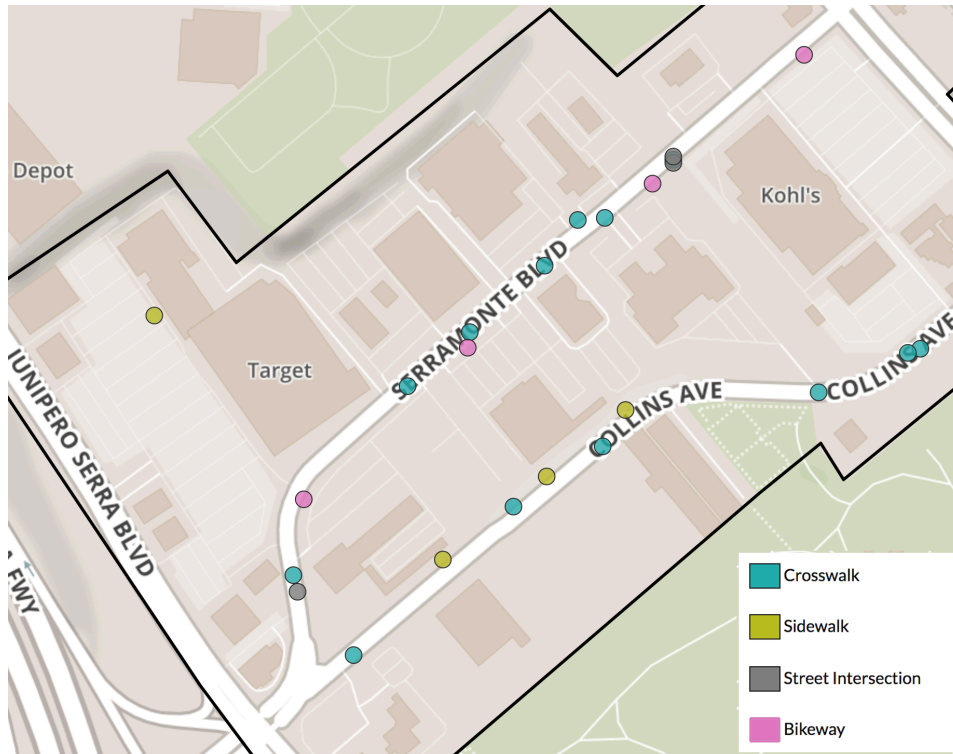 Depot
Kohl's
SERRAMONTE BLVD
Target
COLLINS AVE
COLLINS AVE
JUNIPERO SERRA BLVD
FWY
Crosswalk
Sidewalk
Street Intersection
Bikeway